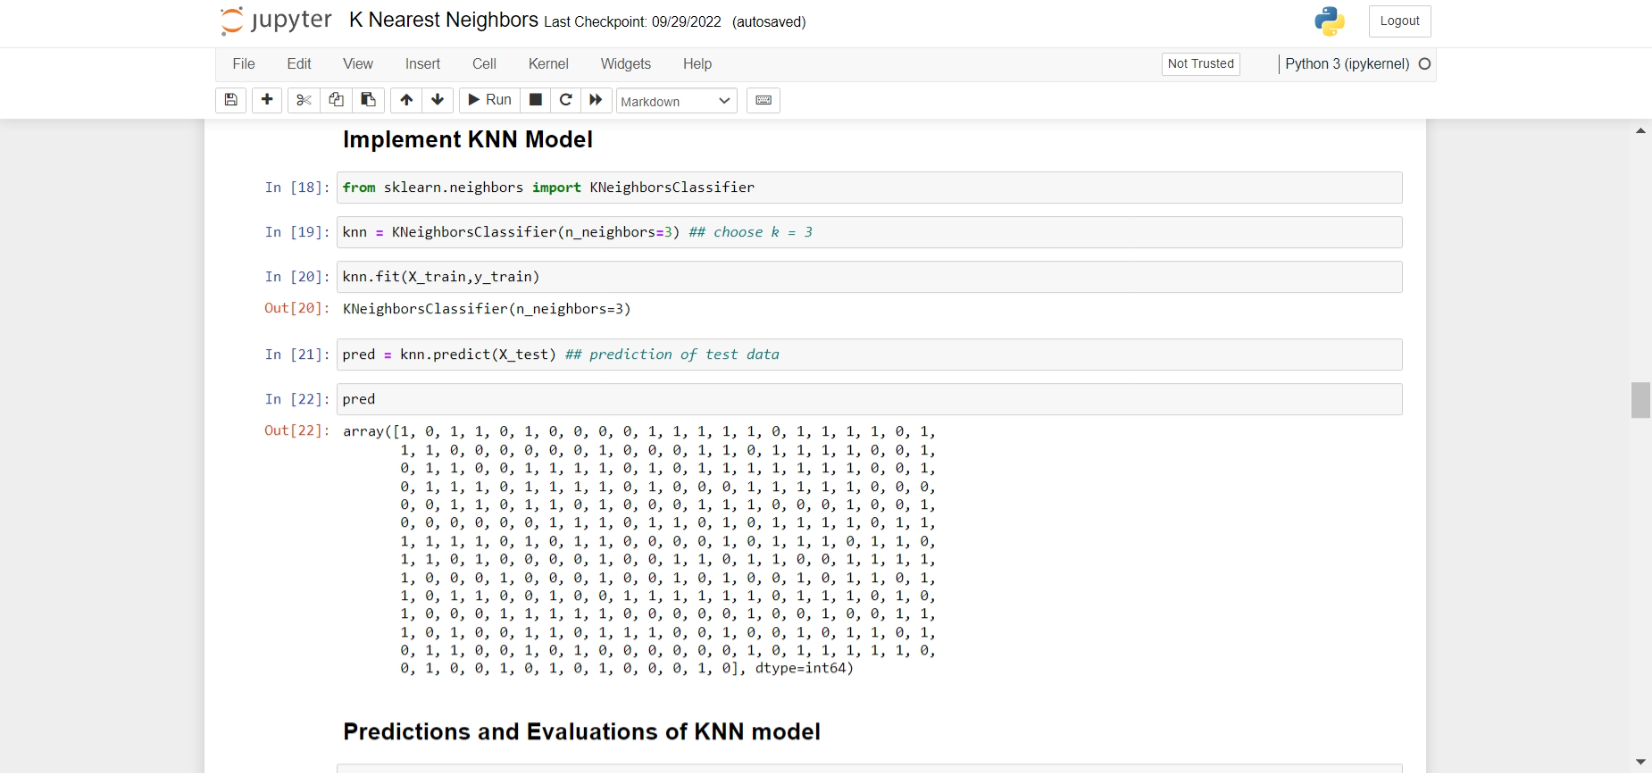 jupyter K Nearest Neighbors Last Checkpoint: 09/29/2022 (autosaved) Logout
File Edit View Insert Cell Kernel Widgets Help Not Trusted Python 3 (ipykernel)
Run Markdown
Implement KNN Model
In [18]: from sklearn.neighbors import KNeighborsClassifier
In [19]: knn = KNeighborsClassifier(n_neighbors=3) ## choose k = 3
In [20]: knn.fit(X_train,y_train)
Out[20]: KNeighborsClassifier(n_neighbors=3)
In [21]: pred = knn.predict(X_test) ## prediction of test data
In [22]: pred
Out[22]: array([1, 0, 1, 1, 0, 1, 0, 0, 0, 0, 1, 1, 1, 1, 1, 0, 1, 1, 1, 1, 0, 1,
1, 1, 0, 0, 0, 0, 0, 0, 1, 0, 0, 0, 1, 1, 0, 1, 1, 1, 1, 0, 0, 1,
0, 1, 1, 0, 0, 1, 1, 1, 1, 0, 1, 0, 1, 1, 1, 1, 1, 1, 1, 0, 0, 1,
0, 1, 1, 1, 0, 1, 1, 1, 1, 0, 1, 0, 0, 0, 1, 1, 1, 1, 1, 0, 0, 0,
0, 0, 1, 1, 0, 1, 1, 0, 1, 0, 0, 0, 1, 1, 1, 0, 0, 0, 1, 0, 0, 1,
0, 0, 0, 0, 0, 0, 1, 1, 1, 0, 1, 1, 0, 1, 0, 1, 1, 1, 1, 0, 1, 1,
1, 1, 1, 1, 0, 1, 0, 1, 1, 0, 0, 0, 0, 1, 0, 1, 1, 1, 0, 1, 1, 0,
1, 1, 0, 1, 0, 0, 0, 0, 1, 0, 0, 1, 1, 0, 1, 1, 0, 0, 1, 1, 1, 1,
1, 0, 0, 0, 1, 0, 0, 0, 1, 0, 0, 1, 0, 1, 0, 0, 1, 0, 1, 1, 0, 1,
1, 0, 1, 1, 0, 0, 1, 0, 0, 1, 1, 1, 1, 1, 1, 0, 1, 1, 1, 0, 1, 0,
1, 0, 0, 0, 1, 1, 1, 1, 1, 0, 0, 0, 0, 0, 1, 0, 0, 1, 0, 0, 1, 1,
1, 0, 1, 0, 0, 1, 1, 0, 1, 1, 1, 0, 0, 1, 0, 0, 1, 0, 1, 1, 0, 1,
0, 1, 1, 0, 0, 1, 0, 1, 0, 0, 0, 0, 0, 0, 1, 0, 1, 1, 1, 1, 1, 0,
0, 1, 0, 0, 1, 0, 1, 0, 1, 0, 0, 0, 1, 0], dtype=int64)
Predictions and Evaluations of KNN model